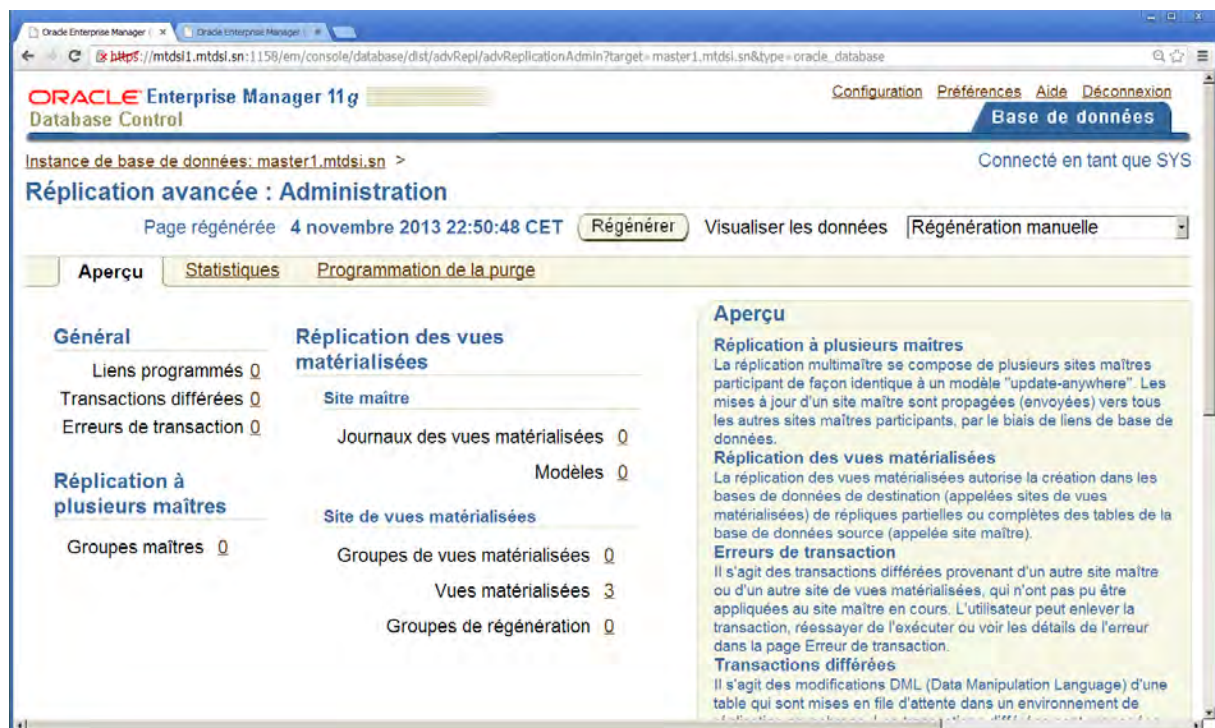 Oracle Enterprise Manager (
Oracle Enterprise Manager (
https://mtdsi1.mtdsi.sn:1158/em/console/database/dist/advRepl/advReplicationAdmin?target=master1.mtdsi.sn&type=oracle_database
ORACLE Enterprise Manager 11g
Database Control
Configuration Préférences Aide Déconnexion
Base de données
Instance de base de données: master1.mtdsi.sn >
Connecté en tant que SYS
Réplication avancée : Administration
Page régénérée 4 novembre 2013 22:50:48 CET Régénérer Visualiser les données Régénération manuelle
Aperçu Statistiques Programmation de la purge
Général
Liens programmés 0
Transactions différées 0
Erreurs de transaction 0
Réplication à
plusieurs maîtres
Groupes maîtres 0
Réplication des vues
matérialisées
Site maître
Journaux des vues matérialisées 0
Modèles 0
Site de vues matérialisées
Groupes de vues matérialisées 0
Vues matérialisées 3
Groupes de régénération 0
Aperçu
Réplication à plusieurs maîtres
La réplication multimaître se compose de plusieurs sites maîtres
participant de façon identique à un modèle "update-anywhere". Les
mises à jour d'un site maître sont propagées (envoyées) vers tous
les autres sites maîtres participants, par le biais de liens de base de
données.
Réplication des vues matérialisées
La réplication des vues matérialisées autorise la création dans les
bases de données de destination (appelées sites de vues
matérialisées) de répliques partielles ou complètes des tables de la
base de données source (appelée site maître).
Erreurs de transaction
Il s'agit des transactions différées provenant d'un autre site maître
ou d'un autre site de vues matérialisées, qui n'ont pas pu être
appliquées au site maître en cours. L'utilisateur peut enlever la
transaction, réessayer de l'exécuter ou voir les détails de l'erreur
dans la page Erreur de transaction.
Transactions différées
Il s'agit des modifications DML (Data Manipulation Language) d'une
table qui sont mises en file d'attente dans un environnement de